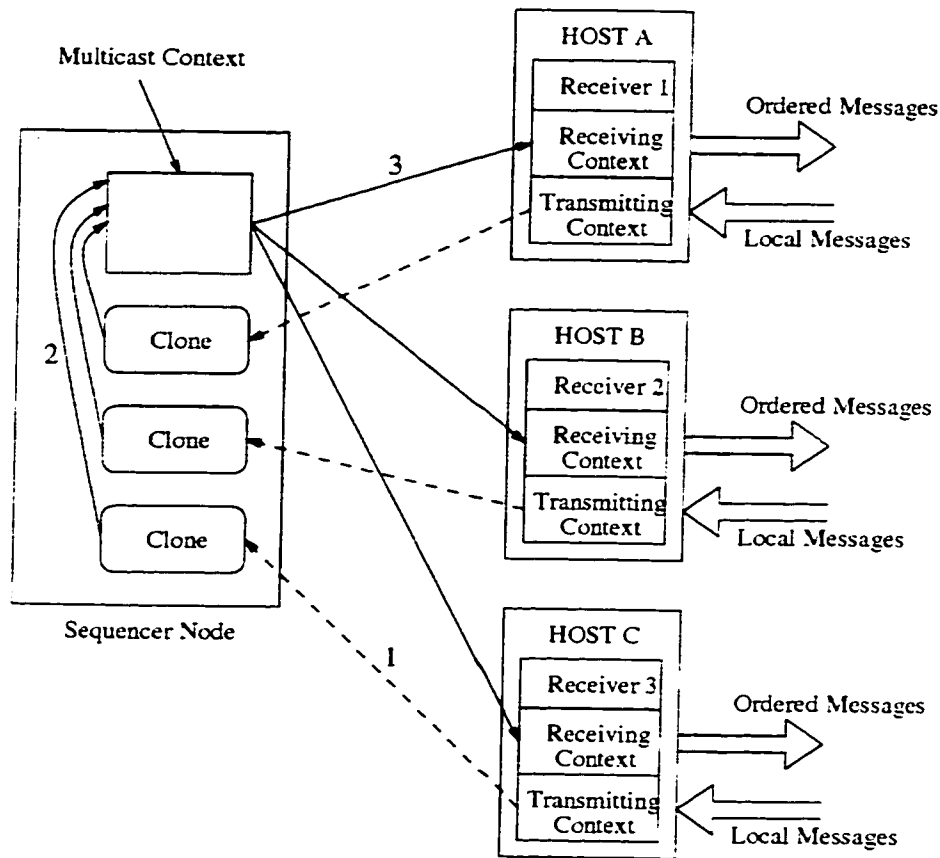 Multicast Context
2
Clone
Clone
Clone
Sequencer Node
3
1
HOST A
Receiver 1
Receiving
Context
Transmitting
Context
Ordered Messages
Local Messages
HOST B
Receiver 2
Receiving
Context
Transmitting
Context
Ordered Messages
Local Messages
HOST C
Receiver 3
Receiving
Context
Transmitting
Context
Ordered Messages
Local Messages